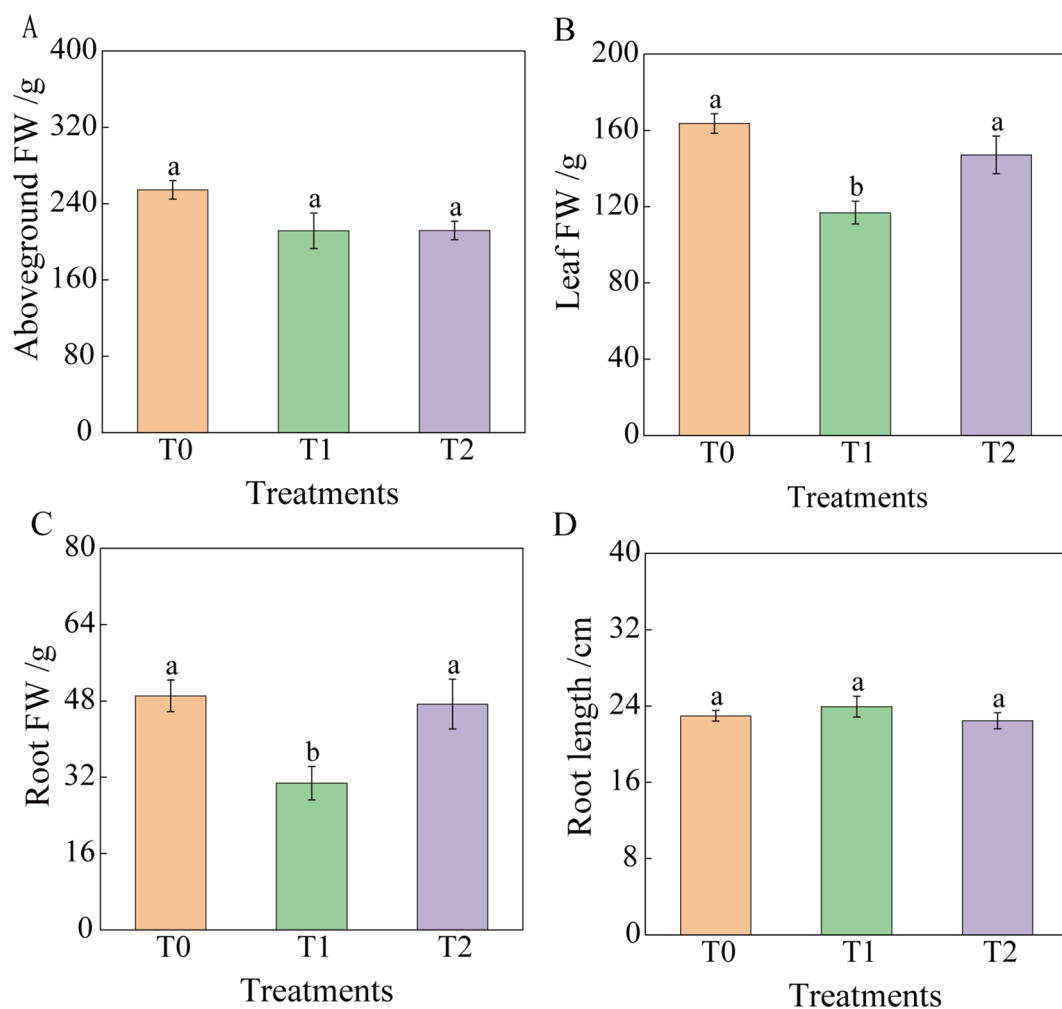 A
Aboveground FW /g
400
320
240
160
80
0
a
a
a
T0 T1 T2
Treatments
B
Leaf FW /g
200
160
120
80
40
0
a
b
a
T0 T1 T2
Treatments
C
Root FW /g
80
64
48
32
16
0
a
b
a
T0 T1 T2
Treatments
D
Root length /cm
40
32
24
16
8
0
a
a
a
T0 T1 T2
Treatments